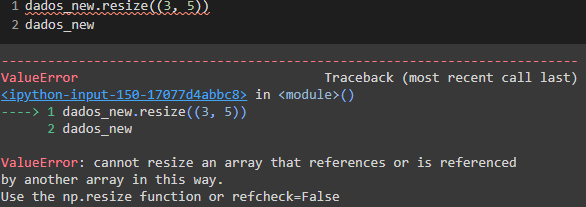 1 dados_new.resize((3, 5))
2 dados_new
---------------------------------------------------------------------------
ValueError Traceback (most recent call last)
<ipython-input-150-17077d4abbc8> in <module>()
----> 1 dados_new.resize((3, 5))
2 dados_new
ValueError: cannot resize an array that references or is referenced
by another array in this way.
Use the np.resize function or refcheck=False